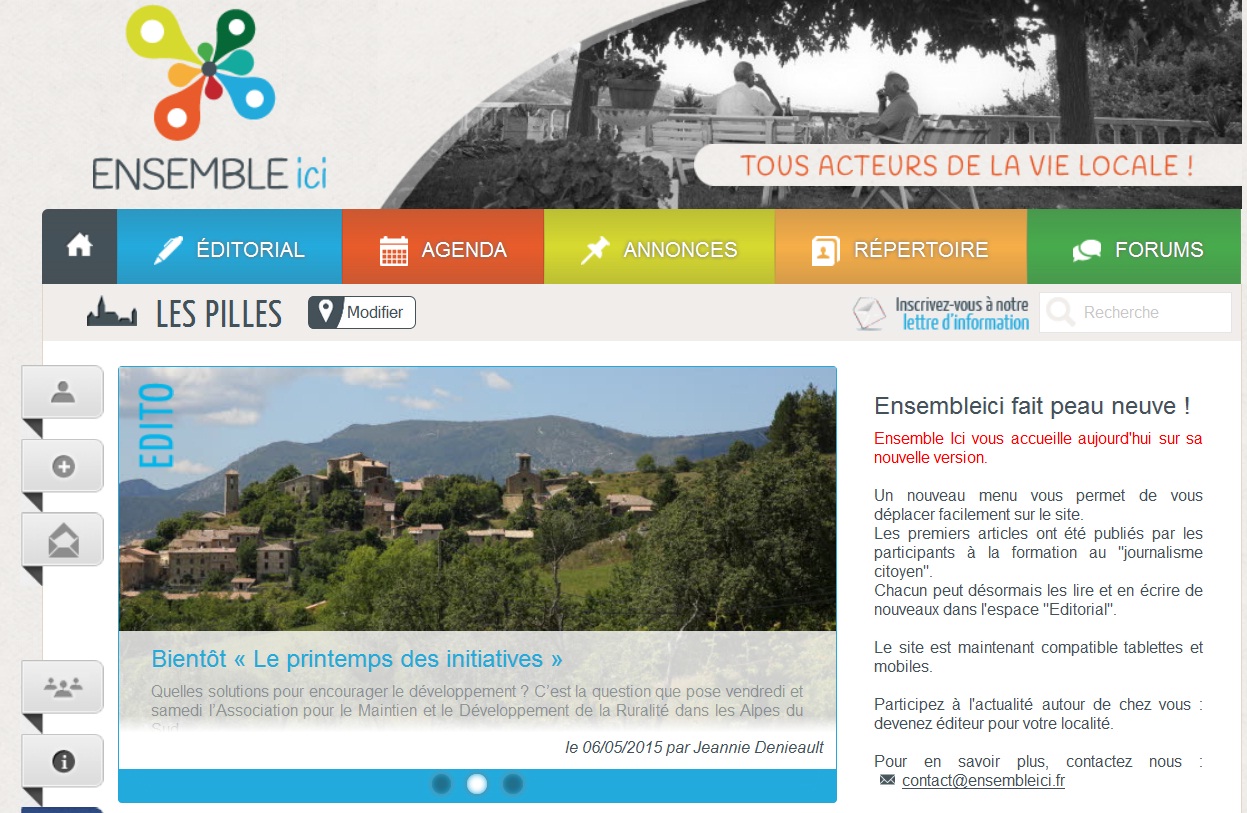 ENSEMBLE ici
TOUS ACTEURS DE LA VIE LOCALE !
ÉDITORIAL
AGENDA
ANNONCES
RÉPERTOIRE
FORUMS
LES PILLES
Modifier
Inscrivez-vous à notre
lettre d'information
Recherche
EDITO
Bientôt « Le printemps des initiatives »
Quelles solutions pour encourager le développement ? C'est la question que pose vendredi et
samedi l'Association pour le Maintien et le Développement de la Ruralité dans les Alpes du
Sud
le 06/05/2015 par Jeannie Denieault
Ensembleici fait peau neuve !
Ensemble Ici vous accueille aujourd'hui sur sa
nouvelle version.
Un nouveau menu vous permet de vous
déplacer facilement sur le site.
Les premiers articles ont été publiés par les
participants à la formation au "journalisme
citoyen".
Chacun peut désormais les lire et en écrire de
nouveaux dans l'espace "Editorial".
Le site est maintenant compatible tablettes et
mobiles.
Participez à l'actualité autour de chez vous :
devenez éditeur pour votre localité.
Pour en savoir plus, contactez nous :
contact@ensembleici.fr